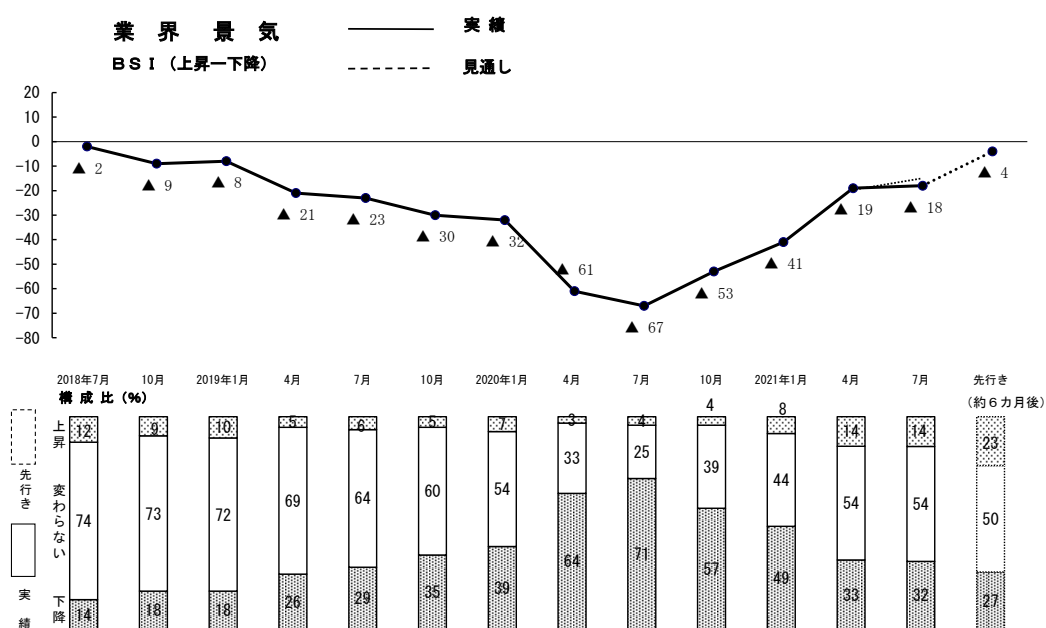 業 界 景 気
実 績
BSI (上昇ー下降)
見通し
20
10
0
-10
-20
-30
-40
-50
-60
-70
-80
▲ 2
▲ 9
▲ 8
▲ 21
▲ 23
▲ 30
▲ 32
▲ 61
▲ 67
▲ 53
▲ 41
▲ 19
▲ 18
▲ 4
2018年7月 10月 2019年1月 4月 7月 10月 2020年1月 4月 7月 10月 2021年1月 4月 7月 先行き
構 成 比 (%)
(約6カ月後)
上昇
12 9 10 5 6 5 7 3 4 4 8 14 14 23
変わらない
74 73 72 69 64 60 54 33 25 39 44 54 54 50
下降
14 18 18 26 29 35 39 64 71 57 49 33 32 27
先行き
実績